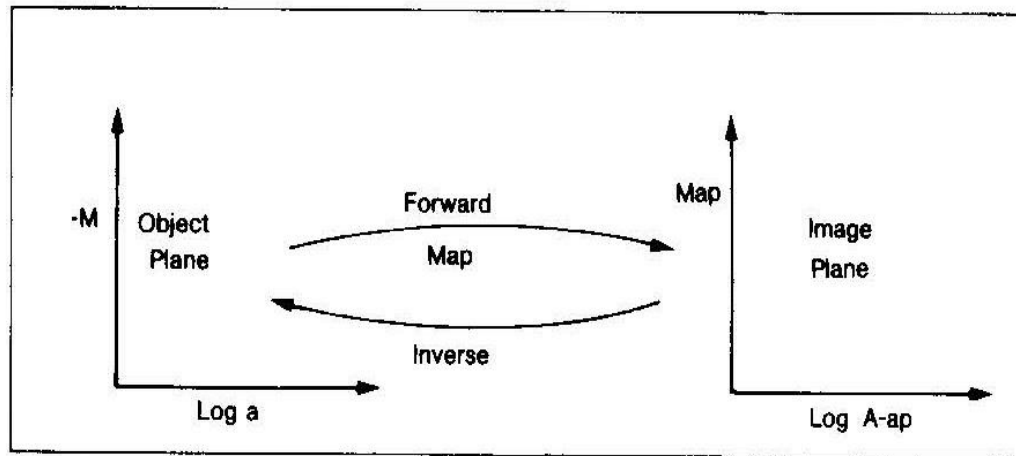 -M
Object
Plane
Log a
Forward
Map
Inverse
Map
Image
Plane
Log A-ap